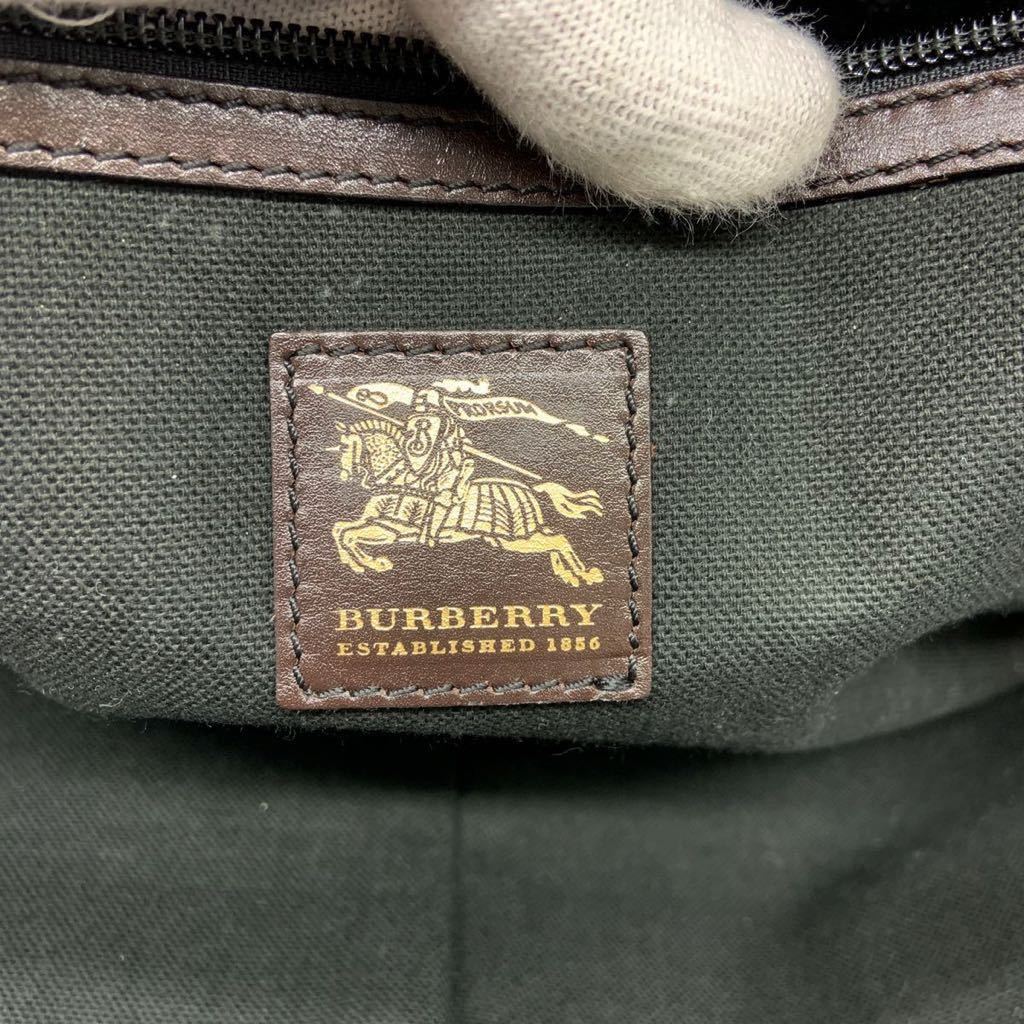 PRORSUM
B
BURBERRY
ESTABLISHED 1856